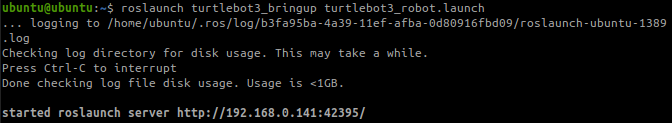 ubuntu@ubuntu:~$ roslaunch turtlebot3_bringup turtlebot3_robot.launch
... logging to /home/ubuntu/.ros/log/b3fa95ba-4a39-11ef-afba-0d80916fbd09/roslaunch-ubuntu-1389
.log
Checking log directory for disk usage. This may take a while.
Press Ctrl-C to interrupt
Done checking log file disk usage. Usage is <1GB.
started roslaunch server http://192.168.0.141:42395/